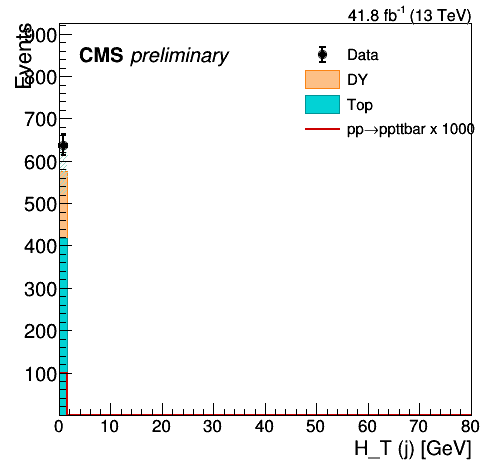 41.8 fb⁻¹ (13 TeV)
Events
CMS preliminary
Data
DY
Top
pp→ppttbar x 1000
900
800
700
600
500
400
300
200
100
0 10 20 30 40 50 60 70 80
H_T (j) [GeV]